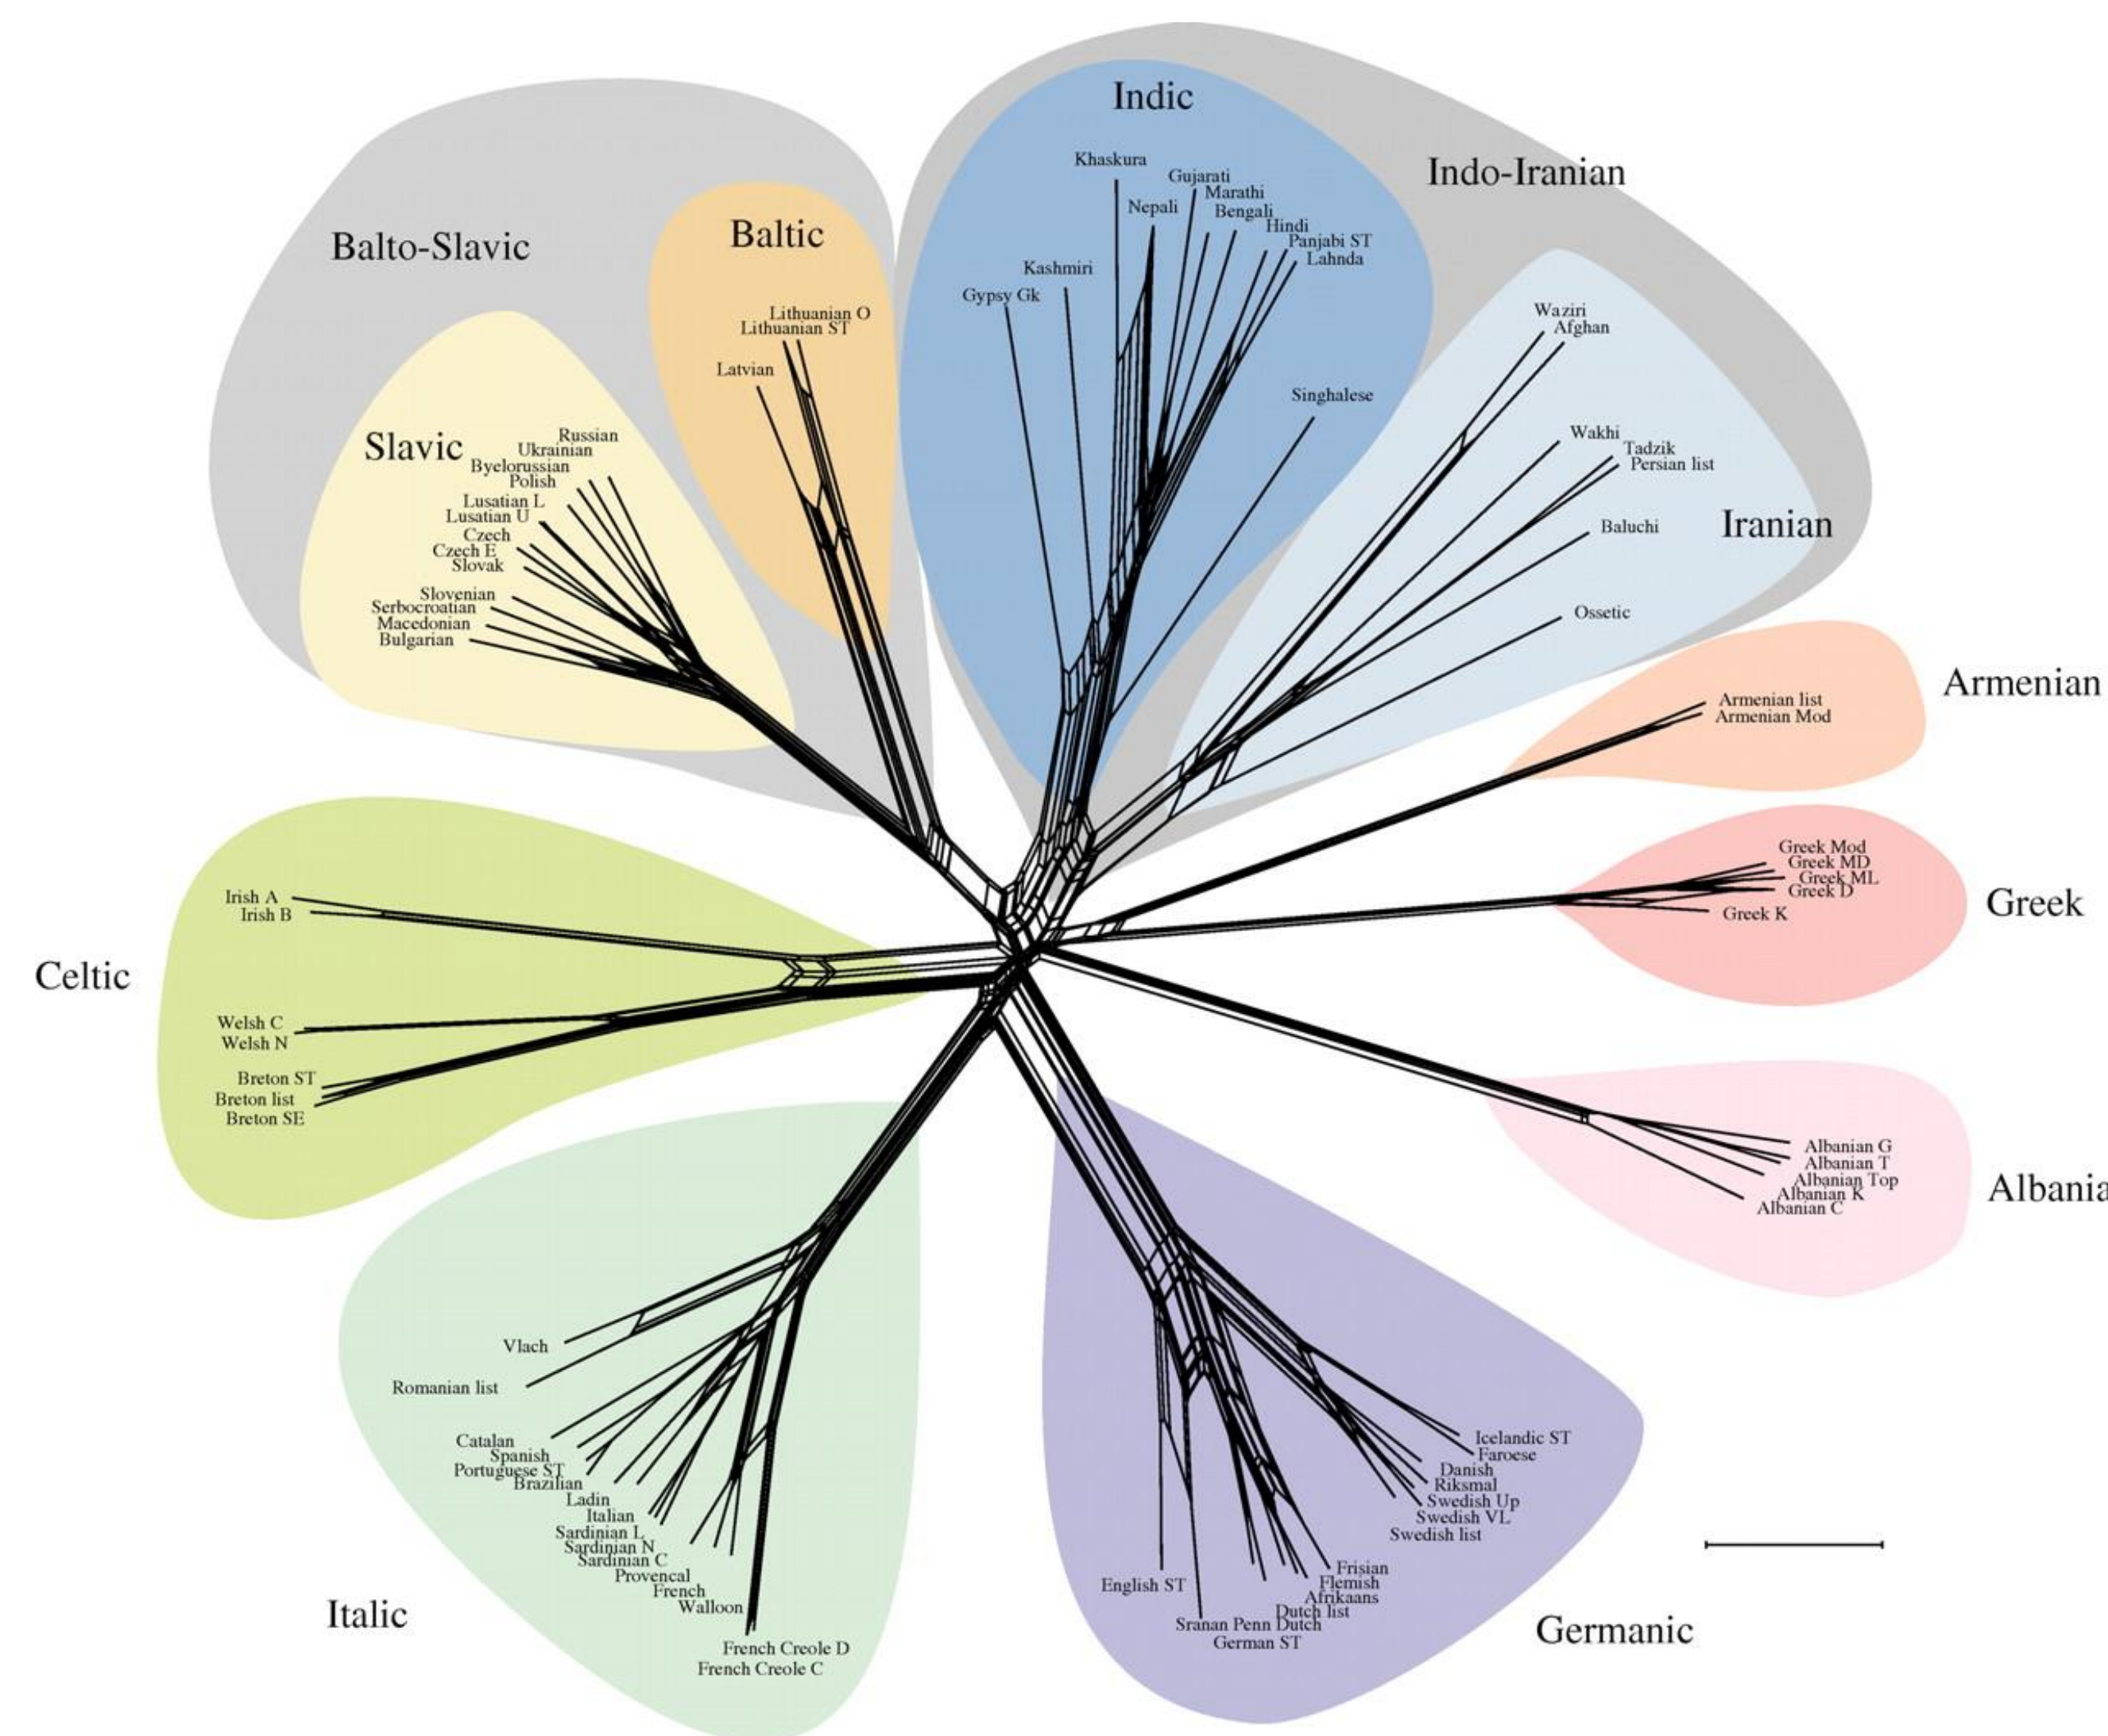 Indic
Khaskura
Gujarati
Marathi
Nepali
Bengali
Hindi
Panjabi ST
Lahnda
Kashmiri
Gypsy Gk
Singhalese
Indo-Iranian
Waziri
Afghan
Wakhi
Tadzik
Persian list
Baluchi
Iranian
Ossetic
Balto-Slavic
Baltic
Lithuanian O
Lithuanian ST
Latvian
Slavic
Russian
Ukrainian
Byelorussian
Polish
Lusatian L
Lusatian U
Czech
Czech E
Slovak
Slovenian
Serbocroatian
Macedonian
Bulgarian
Armenian
Armenian list
Armenian Mod
Greek Mod
Greek MD
Greek ML
Greek D
Greek K
Greek
Celtic
Irish A
Irish B
Welsh C
Welsh N
Breton ST
Breton list
Breton SE
Albanian G
Albanian T
Albanian Top
Albanian K
Albanian C
Albania
Vlach
Romanian list
Catalan
Spanish
Portuguese ST
Brazilian
Ladin
Italian
Sardinian L
Sardinian N
Sardinian C
Provencal
French
Walloon
French Creole D
French Creole C
Italic
Icelandic ST
Faroese
Danish
Riksmal
Swedish Up
Swedish VL
Swedish list
Frisian
Flemish
Afrikaans
Dutch list
Sranan Penn Dutch
German ST
English ST
Germanic